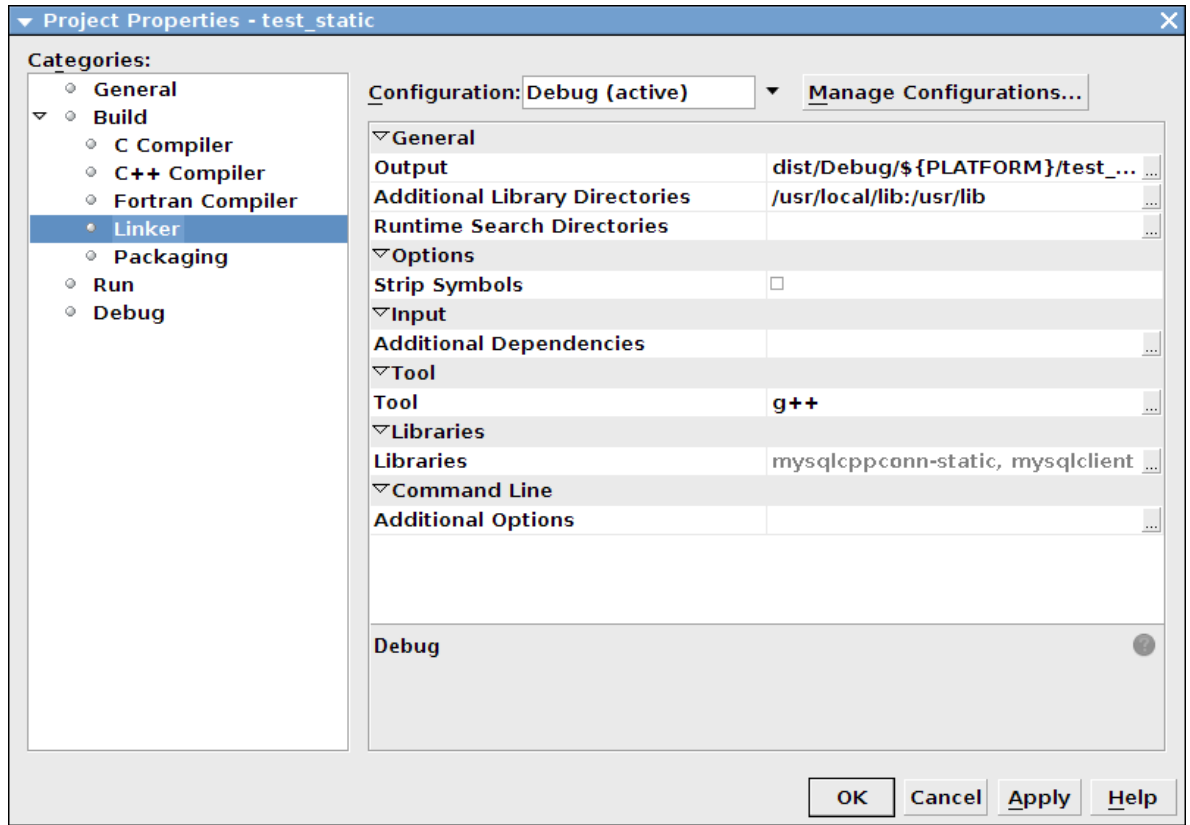 Project Properties - test_static
Categories:
General
Build
C Compiler
C++ Compiler
Fortran Compiler
Linker
Packaging
Run
Debug
Configuration: Debug (active) Manage Configurations...
General
Output dist/Debug/${PLATFORM}/test_... ...
Additional Library Directories /usr/local/lib:/usr/lib ...
Runtime Search Directories ...
Options
Strip Symbols
Input
Additional Dependencies ...
Tool
Tool g++ ...
Libraries
Libraries mysqlcppconn-static, mysqlclient ...
Command Line
Additional Options ...
Debug ?
OK Cancel Apply Help